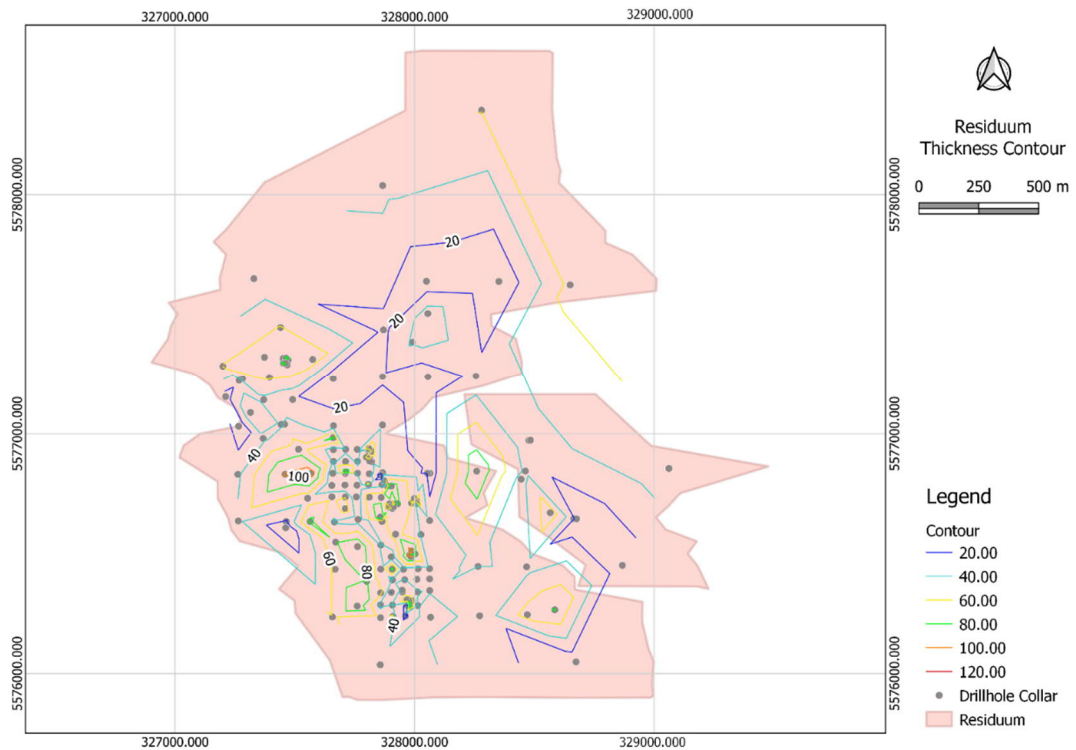 327000.000 328000.000 329000.000
5578000.000 5578000.000
5577000.000 5577000.000
5576000.000 5576000.000
20
20
20
40
100
60
80
40
327000.000 328000.000 329000.000
Residuum
Thickness Contour
0 250 500 m
Legend
Contour
20.00
40.00
60.00
80.00
100.00
120.00
Drillhole Collar
Residuum